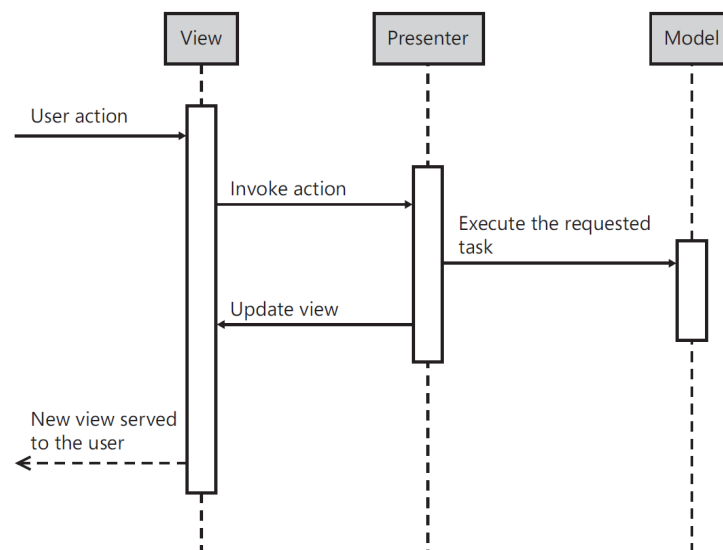 View
Presenter
Model
User action
Invoke action
Execute the requested
task
Update view
New view served
to the user